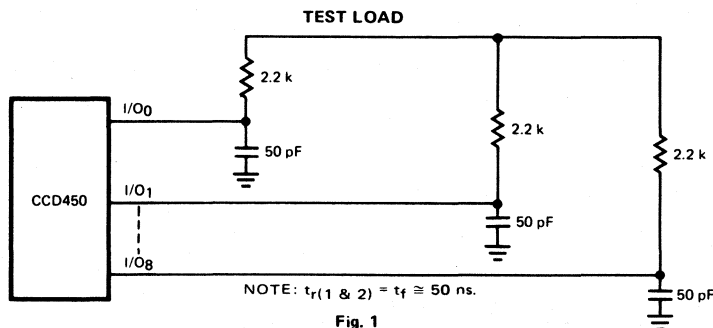 TEST LOAD
2.2 k
I/O0
2.2 k
2.2 k
50 pF
CCD450
I/O1
50 pF
I/O8
NOTE: tr(1 & 2) = tf ≅ 50 ns.
50 pF
Fig. 1